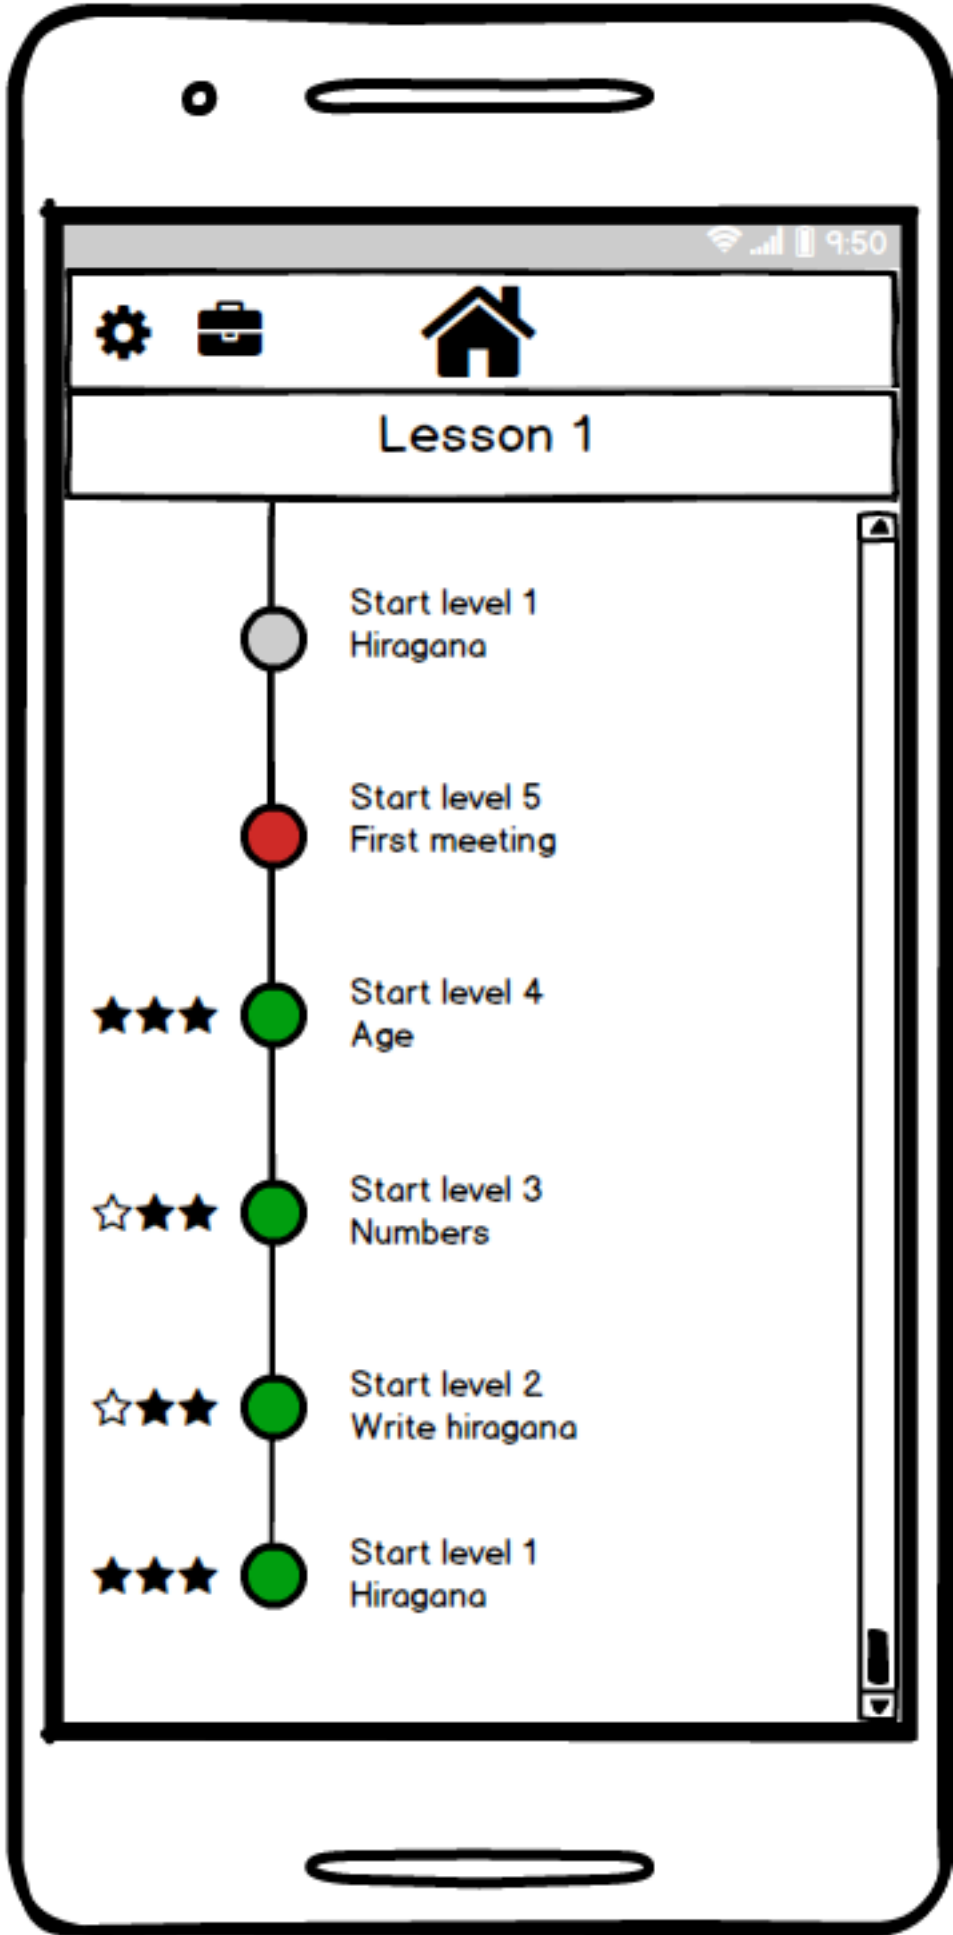 9:50
Lesson 1
Start level 1
Hiragana
Start level 5
First meeting
Start level 4
Age
Start level 3
Numbers
Start level 2
Write hiragana
Start level 1
Hiragana